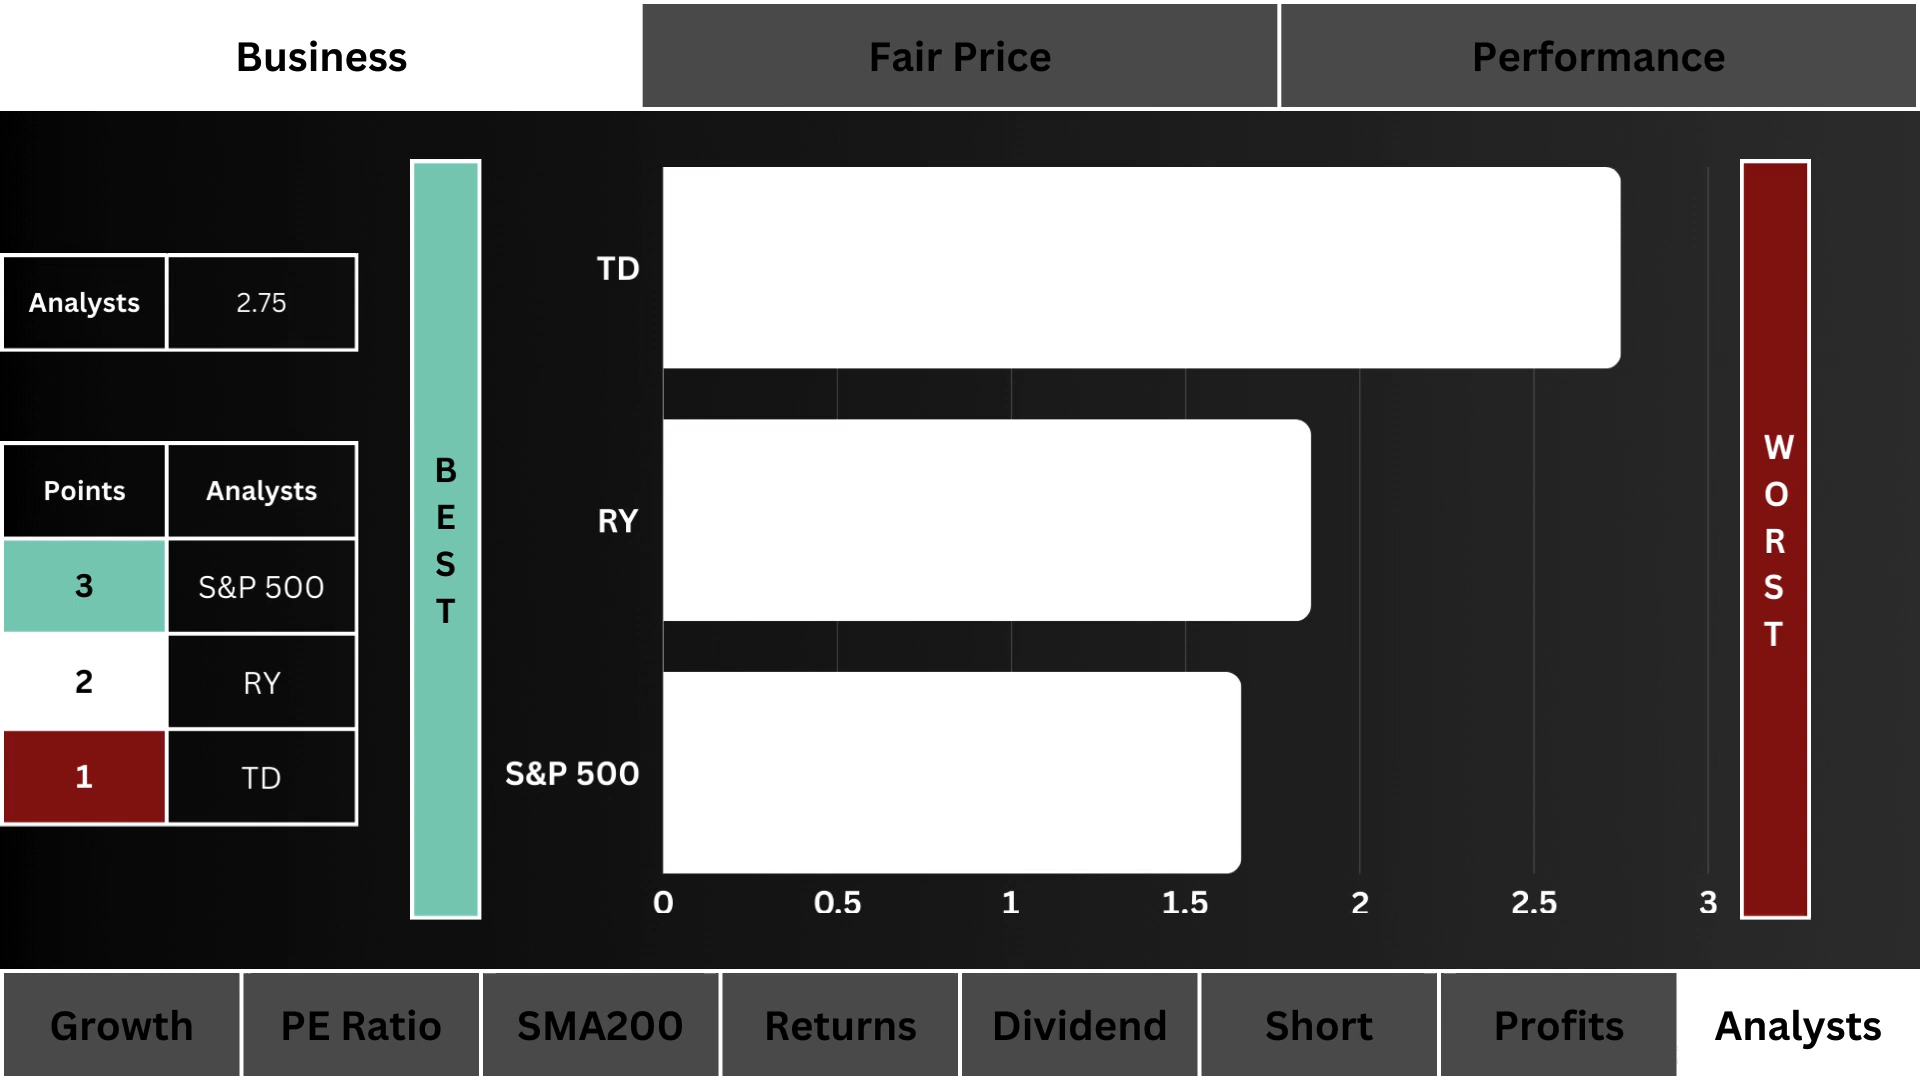 Business Fair Price Performance
Analysts 2.75
Points Analysts
3 S&P 500
2 RY
1 TD
B
E
S
T
TD
RY
S&P 500
0 0.5 1 1.5 2 2.5 3
W
O
R
S
T
Growth PE Ratio SMA200 Returns Dividend Short Profits Analysts